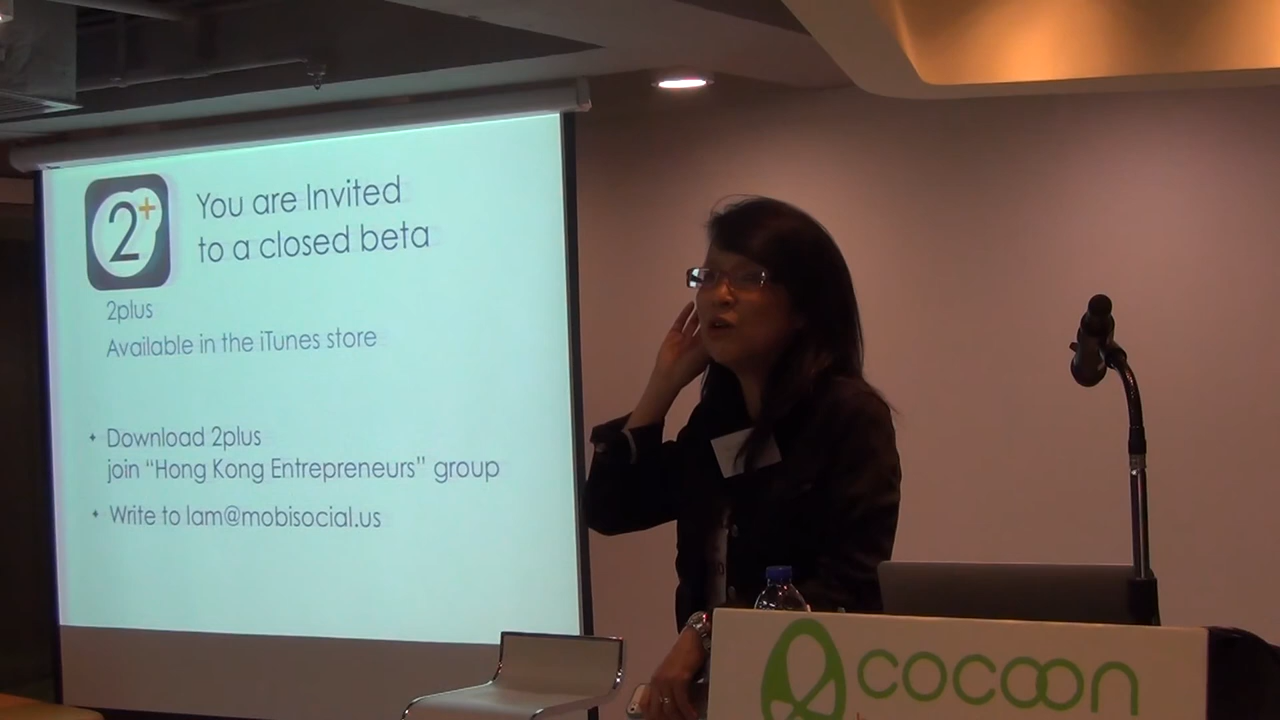 2+
You are Invited
to a closed beta
2plus
Available in the iTunes store
Download 2plus
join “Hong Kong Entrepreneurs” group
Write to lam@mobisocial.us
cocoon